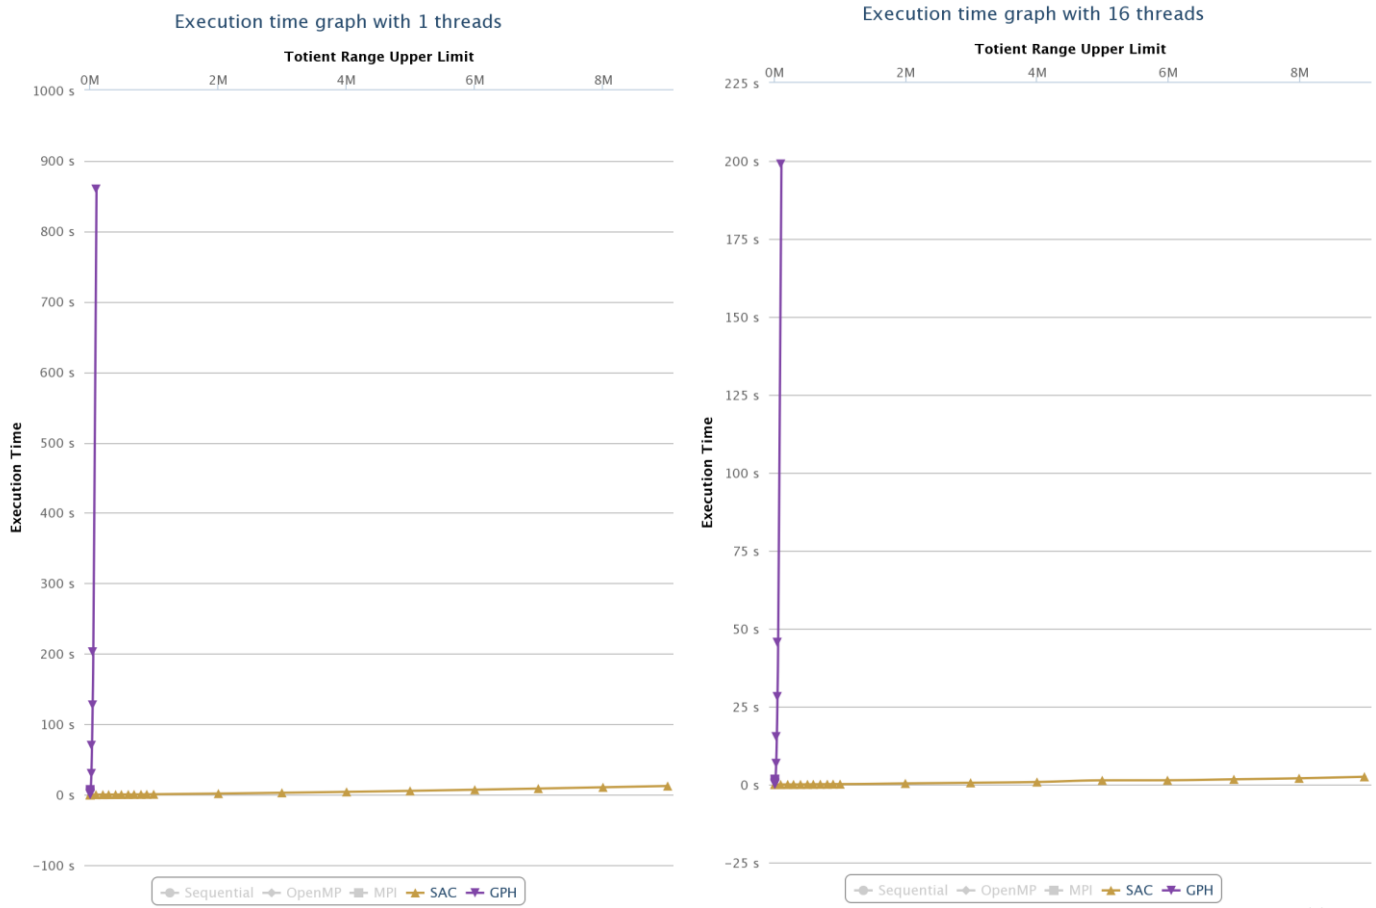 Execution time graph with 1 threads
Totient Range Upper Limit
0M 2M 4M 6M 8M
1000 s
900 s
800 s
700 s
600 s
500 s
400 s
300 s
200 s
100 s
0 s
−100 s
Execution Time
Sequential OpenMP MPI SAC GPH
Execution time graph with 16 threads
Totient Range Upper Limit
0M 2M 4M 6M 8M
225 s
200 s
175 s
150 s
125 s
100 s
75 s
50 s
25 s
0 s
−25 s
Execution Time
Sequential OpenMP MPI SAC GPH